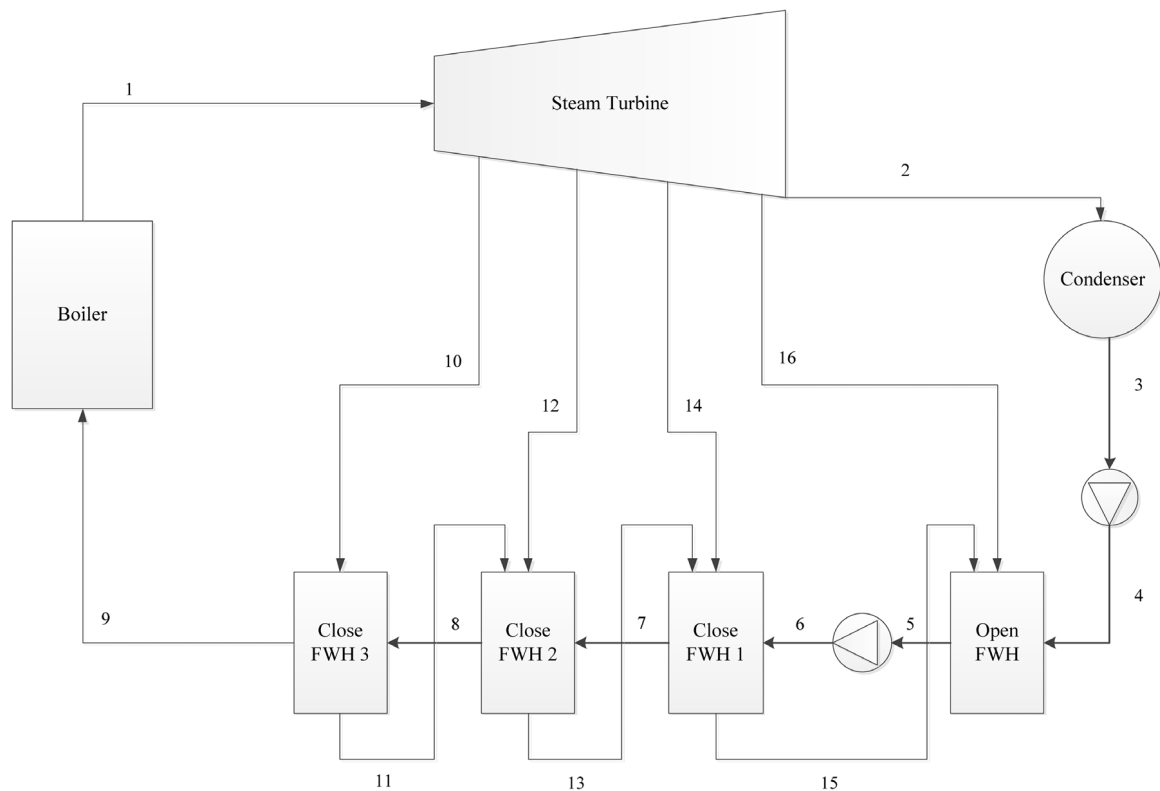 1
Steam Turbine
2
Boiler
Condenser
10
16
3
12
14
4
9
8
7
6
5
Close
FWH 3
Close
FWH 2
Close
FWH 1
Open
FWH
11
13
15